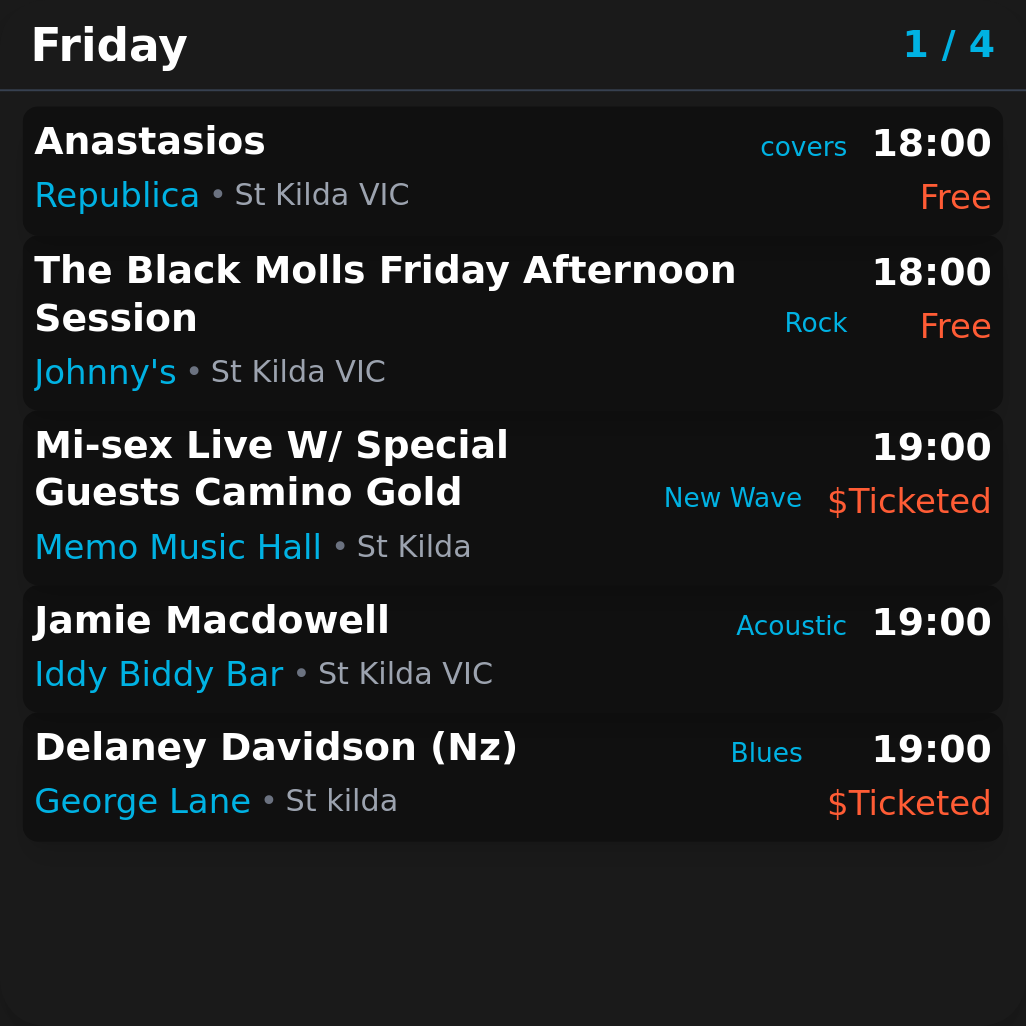 Friday 1 / 4
Anastasios covers 18:00
Republica • St Kilda VIC Free
The Black Molls Friday Afternoon 18:00
Session Rock Free
Johnny's • St Kilda VIC
Mi-sex Live W/ Special 19:00
Guests Camino Gold New Wave $Ticketed
Memo Music Hall • St Kilda
Jamie Macdowell Acoustic 19:00
Iddy Biddy Bar • St Kilda VIC
Delaney Davidson (Nz) Blues 19:00
George Lane • St kilda $Ticketed